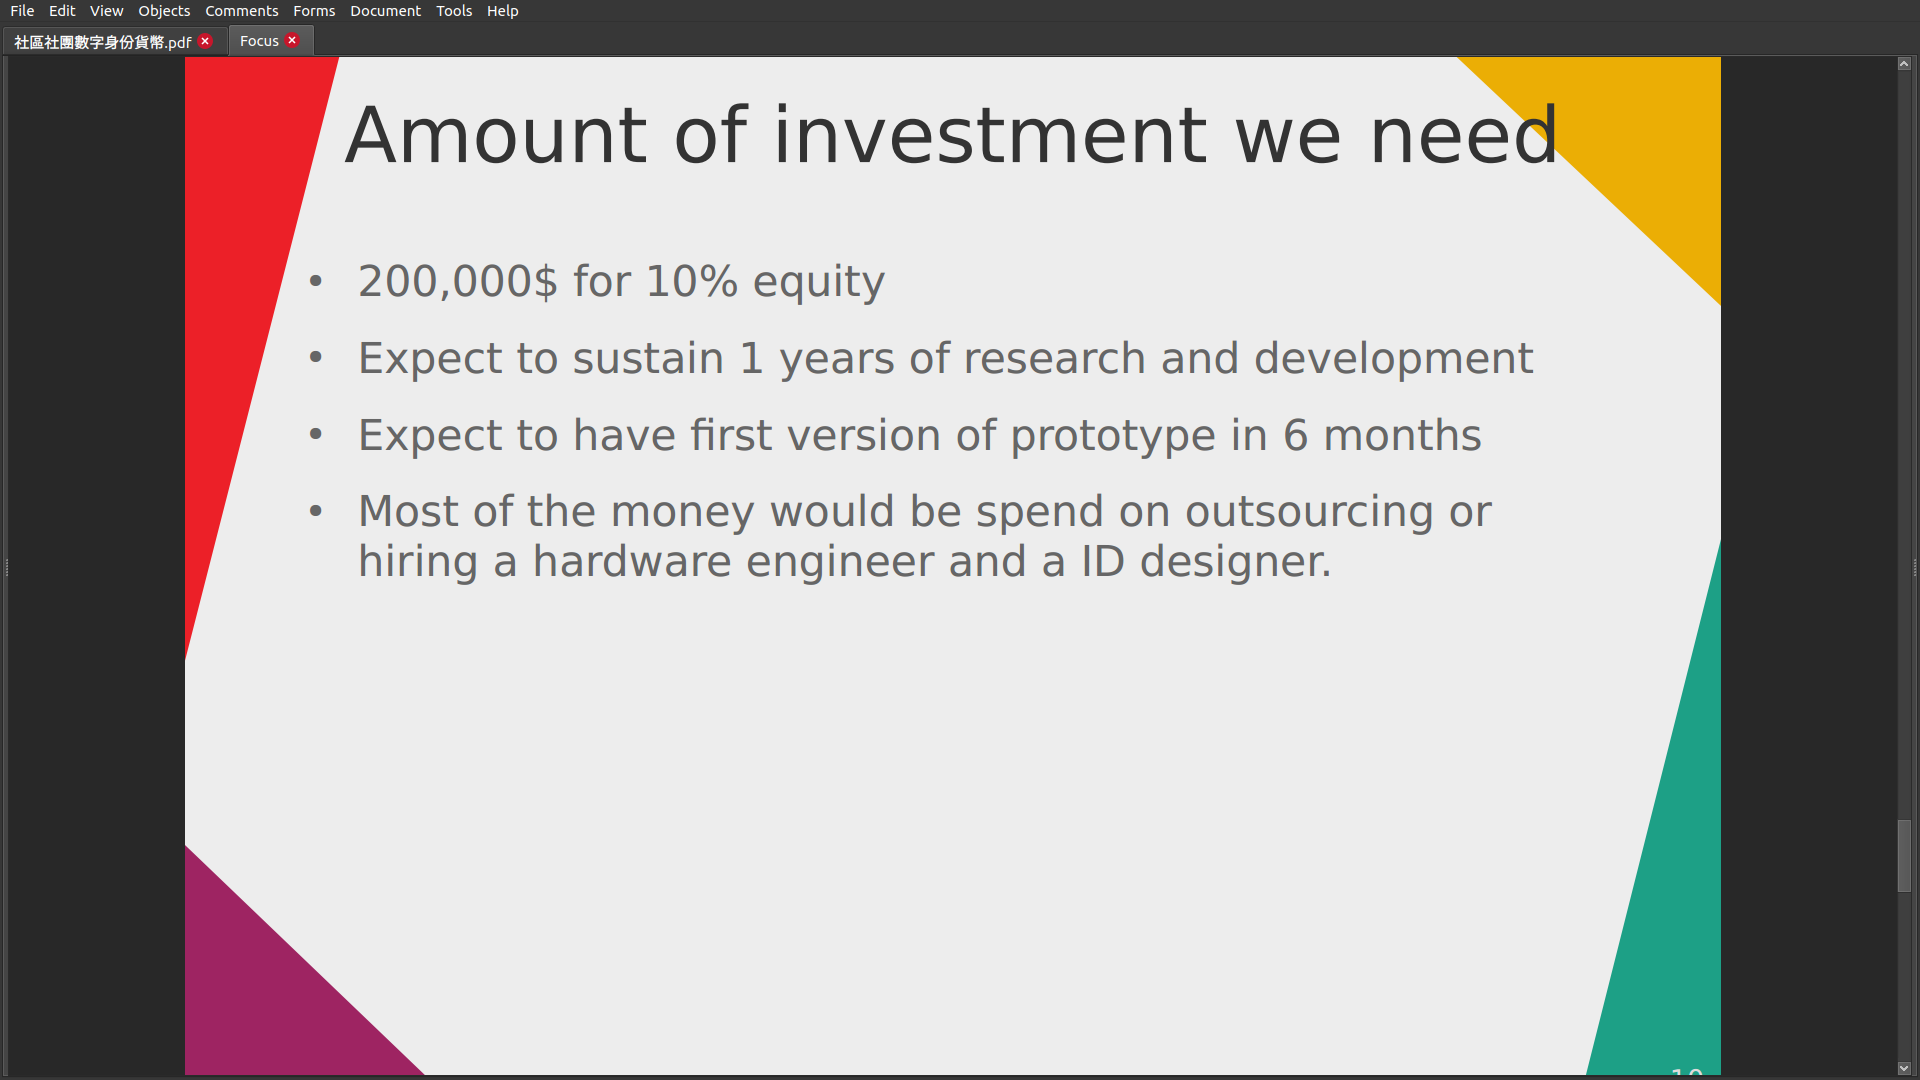 File Edit View Objects Comments Forms Document Tools Help
社區社團數字身份貨幣.pdf Focus
Amount of investment we need
• 200,000$ for 10% equity
• Expect to sustain 1 years of research and development
• Expect to have first version of prototype in 6 months
• Most of the money would be spend on outsourcing or
hiring a hardware engineer and a ID designer.